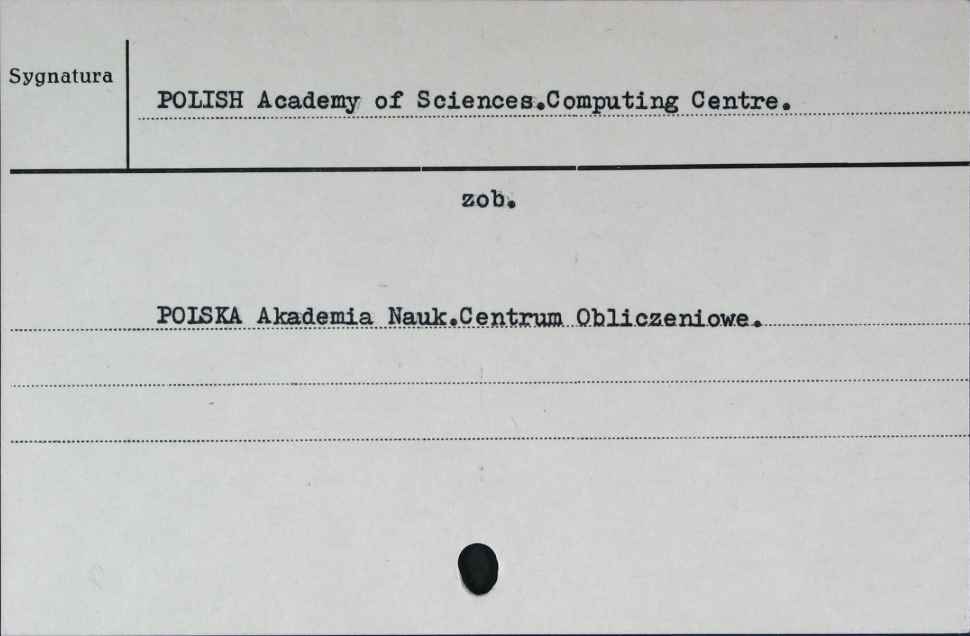 Sygnatura
POLISH Academy of Sciences.Computing Centre.
zob.
POLSKA Akademia Nauk.Centrum Obliczeniowe.